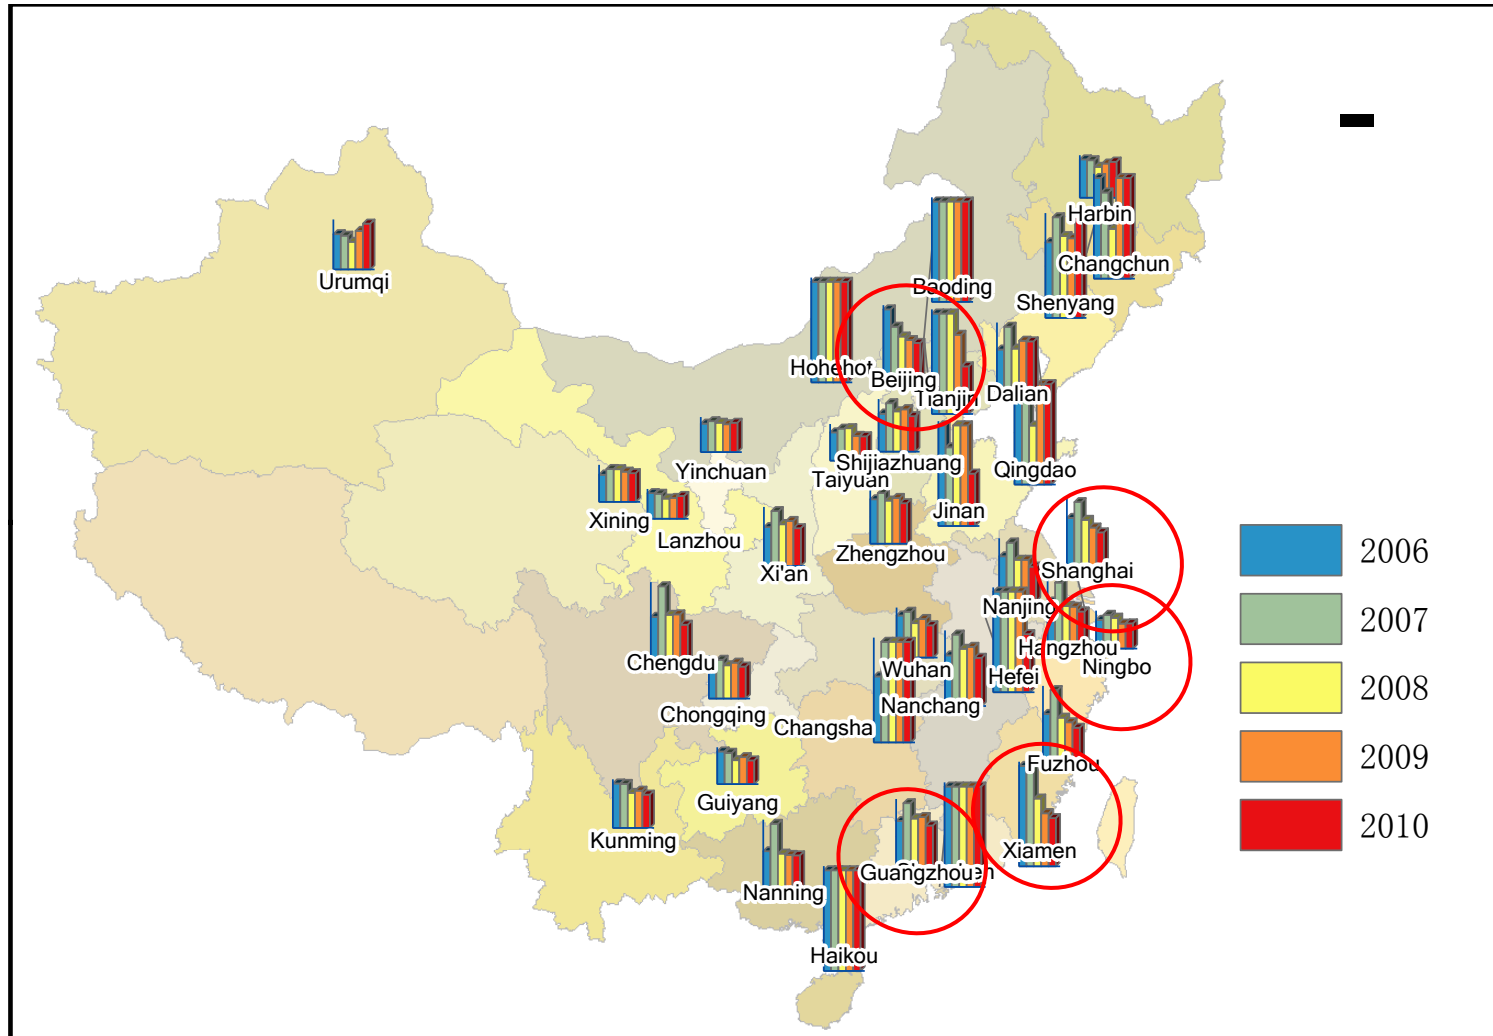 Harbin
Urumqi
Changchun
Baoding
Shenyang
Hohehot
Beijing
Tianjin
Dalian
Yinchuan
Shijiazhuang
Taiyuan
Qingdao
Xining
Lanzhou
Jinan
Zhengzhou
Xi'an
Shanghai
Nanjing
Hangzhou
Ningbo
Chengdu
Wuhan
Hefei
Chongqing
Nanchang
Changsha
Fuzhou
Guiyang
Kunming
Xiamen
Guangzhou
Nanning
Haikou
2006
2007
2008
2009
2010